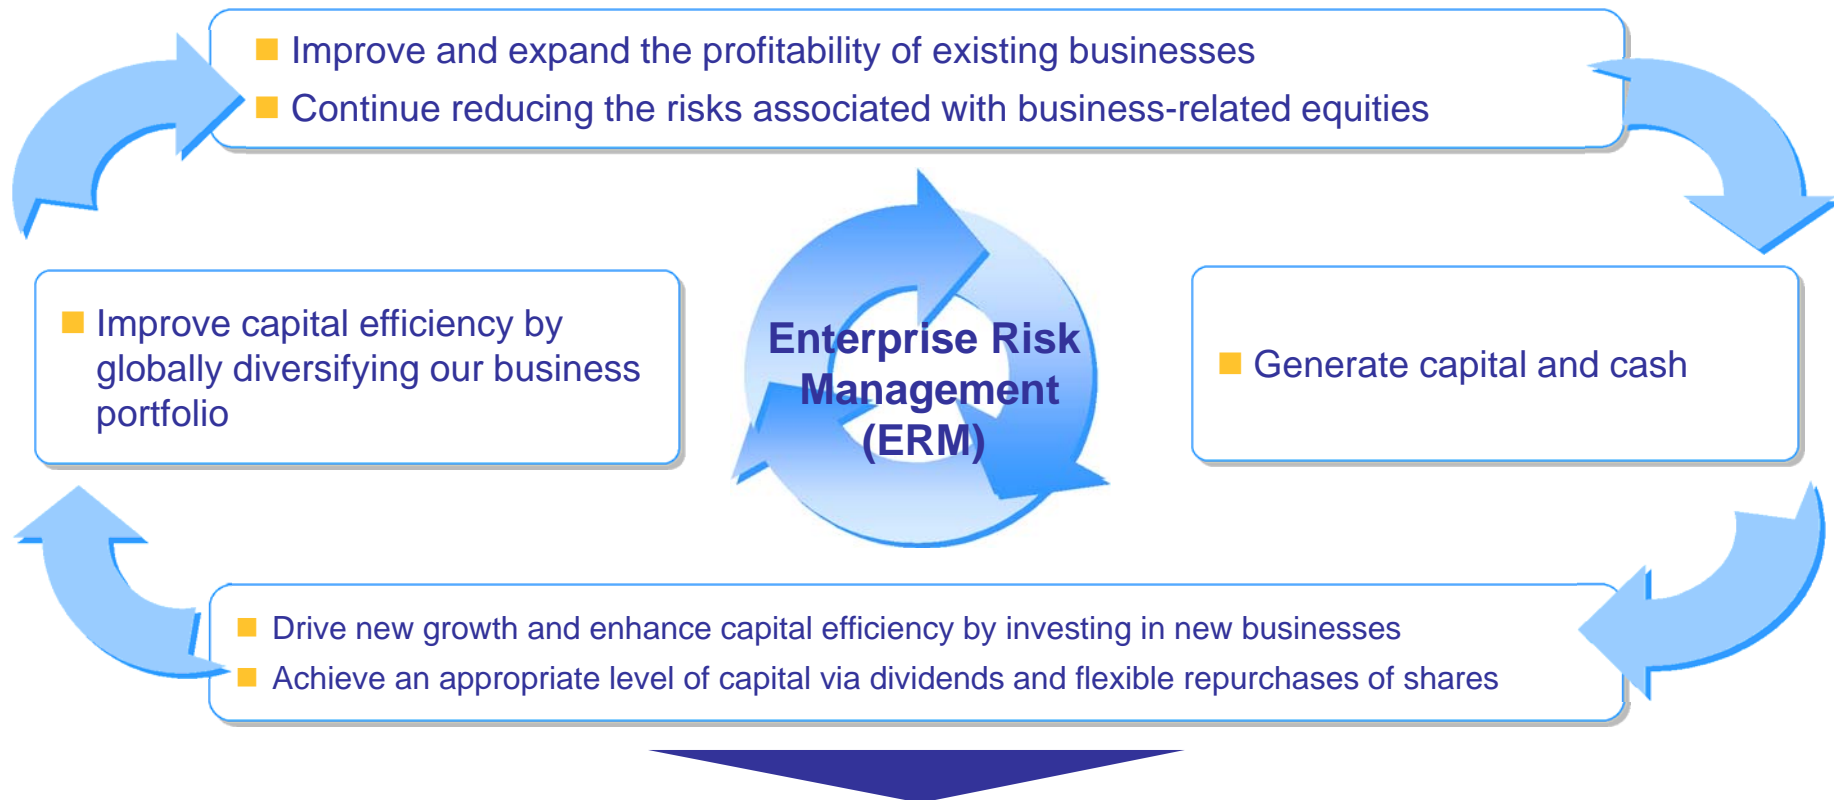 Improve and expand the profitability of existing businesses
Continue reducing the risks associated with business-related equities
Improve capital efficiency by
globally diversifying our business
portfolio
Enterprise Risk
Management
(ERM)
Generate capital and cash
Drive new growth and enhance capital efficiency by investing in new businesses
Achieve an appropriate level of capital via dividends and flexible repurchases of shares